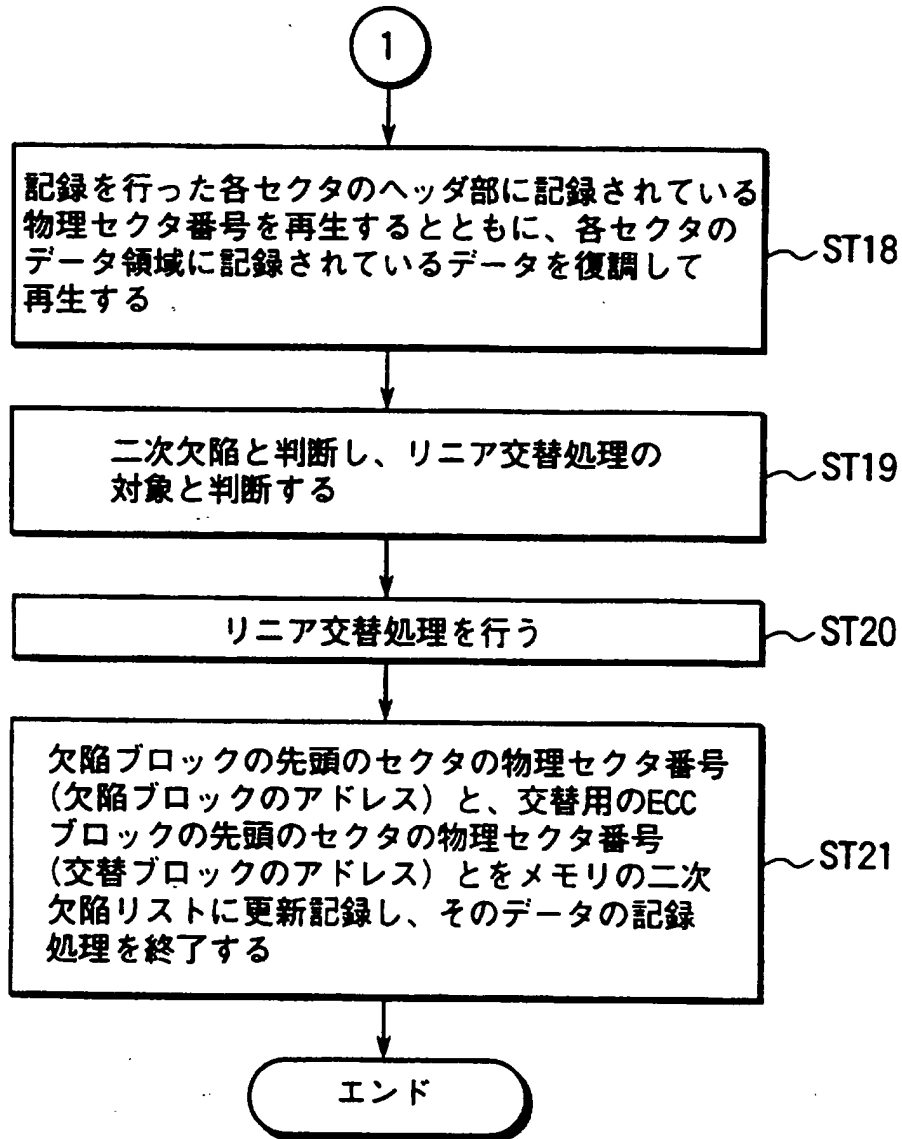 1
記録を行った各セクタのヘッダ部に記録されている
物理セクタ番号を再生するとともに、各セクタの
データ領域に記録されているデータを復調して
再生する
ST18
二次欠陥と判断し、リニア交替処理の
対象と判断する
ST19
リニア交替処理を行う
ST20
欠陥ブロックの先頭のセクタの物理セクタ番号
(欠陥ブロックのアドレス)と、交替用のECC
ブロックの先頭のセクタの物理セクタ番号
(交替ブロックのアドレス)とをメモリの二次
欠陥リストに更新記録し、そのデータの記録
処理を終了する
ST21
エンド